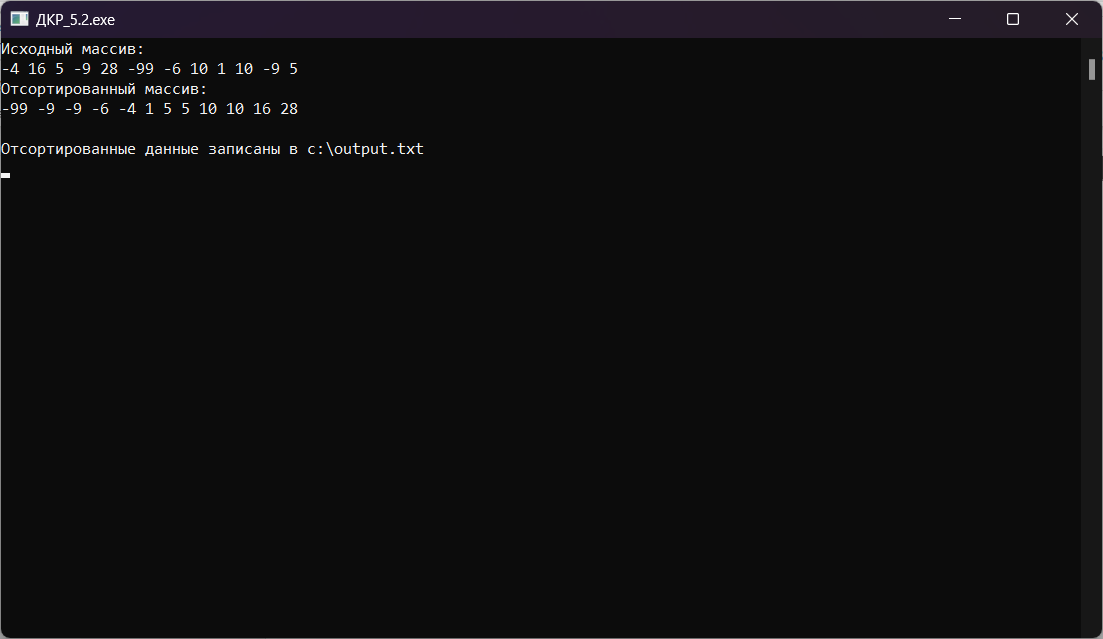 ДКР_5.2.exe
Исходный массив:
-4 16 5 -9 28 -99 -6 10 1 10 -9 5
Отсортированный массив:
-99 -9 -9 -6 -4 1 5 5 10 10 16 28
Отсортированные данные записаны в c:\output.txt